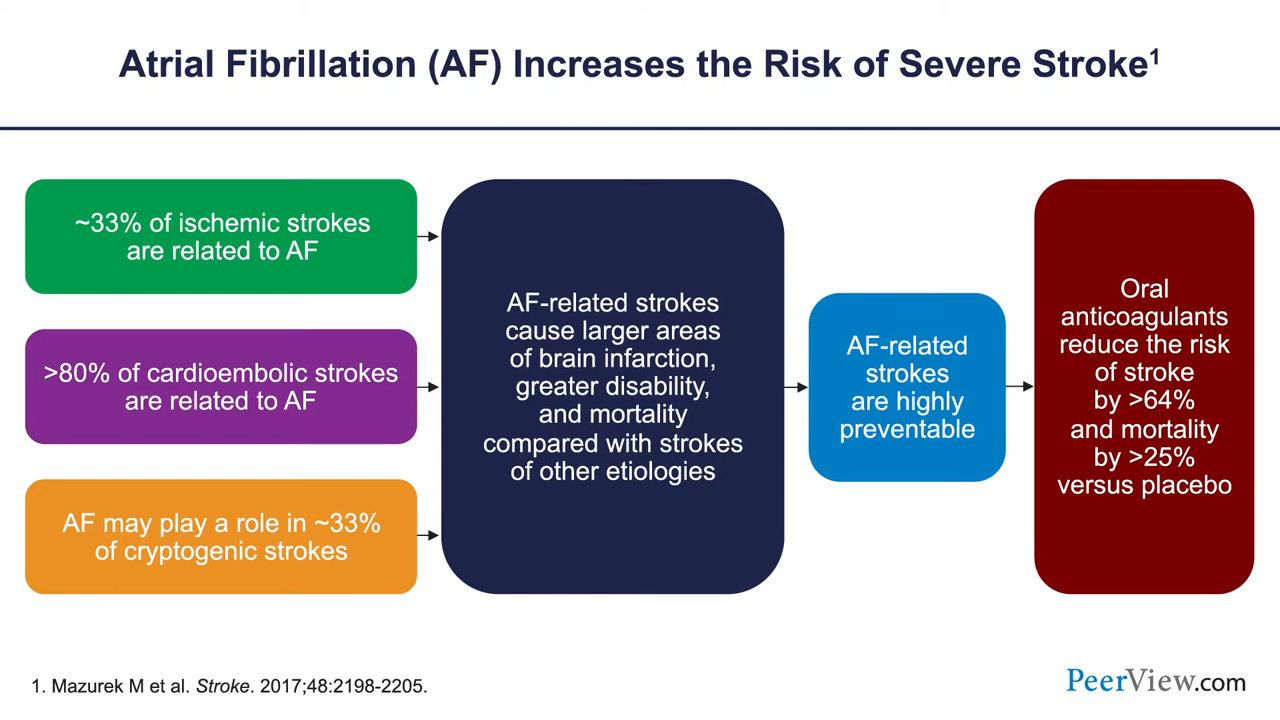 Atrial Fibrillation (AF) Increases the Risk of Severe Stroke1
~33% of ischemic strokes
are related to AF
>80% of cardioembolic strokes
are related to AF
AF may play a role in ~33%
of cryptogenic strokes
AF-related strokes
cause larger areas
of brain infarction,
greater disability,
and mortality
compared with strokes
of other etiologies
AF-related
strokes
are highly
preventable
Oral
anticoagulants
reduce the risk
of stroke
by >64%
and mortality
by >25%
versus placebo
1. Mazurek M et al. Stroke. 2017;48:2198-2205.
PeerView.com